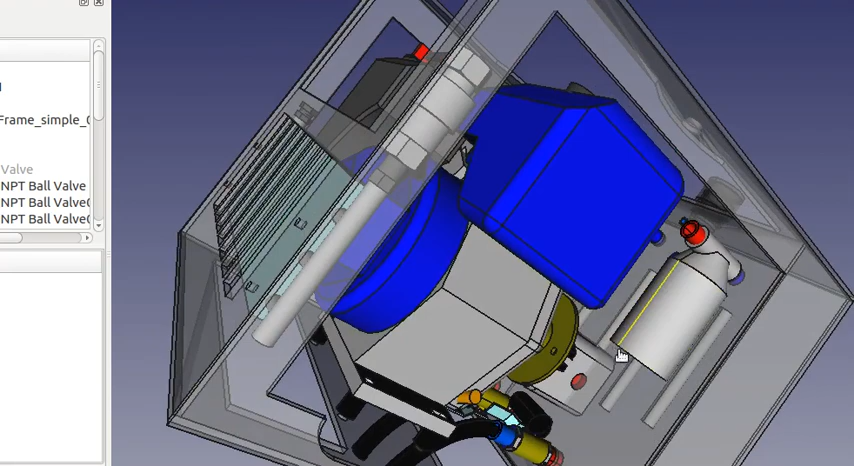 Frame_simple_
Valve
NPT Ball Valve
NPT Ball Valve
NPT Ball Valve